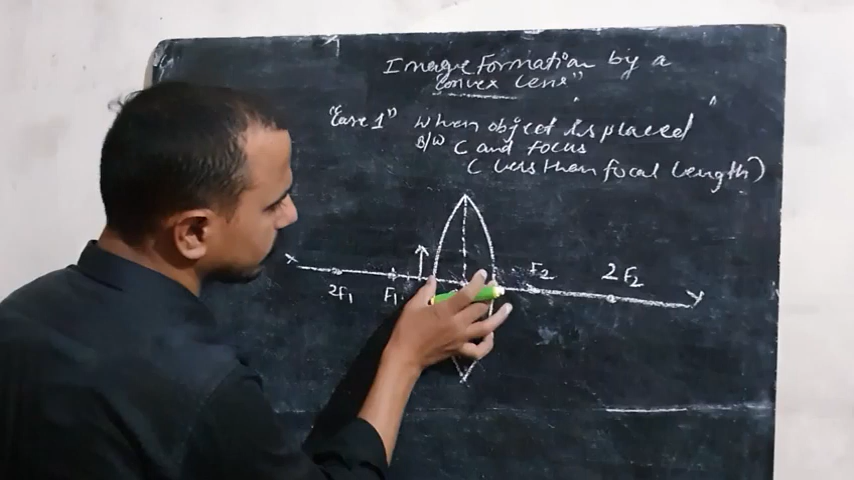 Image Formation by a
Convex Lens"
"Case 1" When object is placed
B/W C and focus
( less than focal length)
F2 2F2
2F1 F1